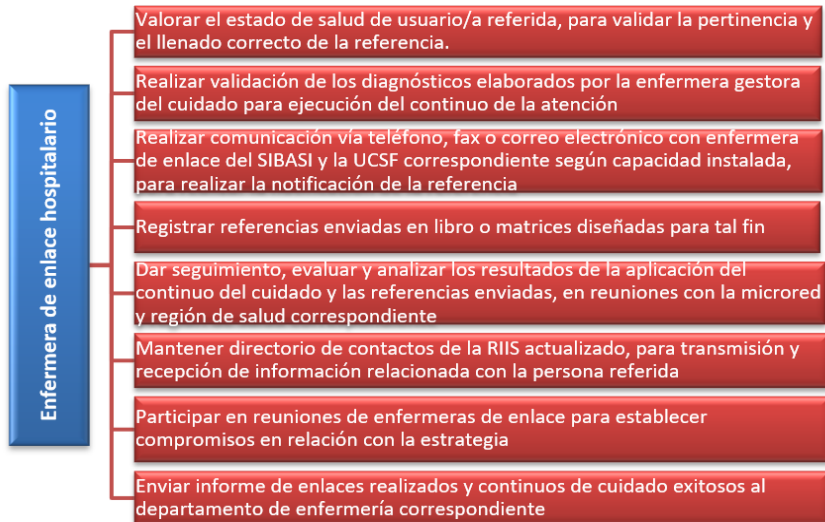 Enfermera de enlace hospitalario
Valorar el estado de salud de usuario/a referida, para validar la pertinencia y
el llenado correcto de la referencia.
Realizar validación de los diagnósticos elaborados por la enfermera gestora
del cuidado para ejecución del continuo de la atención
Realizar comunicación vía teléfono, fax o correo electrónico con enfermera
de enlace del SIBASI y la UCSF correspondiente según capacidad instalada,
para realizar la notificación de la referencia
Registrar referencias enviadas en libro o matrices diseñadas para tal fin
Dar seguimiento, evaluar y analizar los resultados de la aplicación del
continuo del cuidado y las referencias enviadas, en reuniones con la microred
y región de salud correspondiente
Mantener directorio de contactos de la RIIS actualizado, para transmisión y
recepción de información relacionada con la persona referida
Participar en reuniones de enfermeras de enlace para establecer
compromisos en relación con la estrategia
Enviar informe de enlaces realizados y continuos de cuidado exitosos al
departamento de enfermería correspondiente